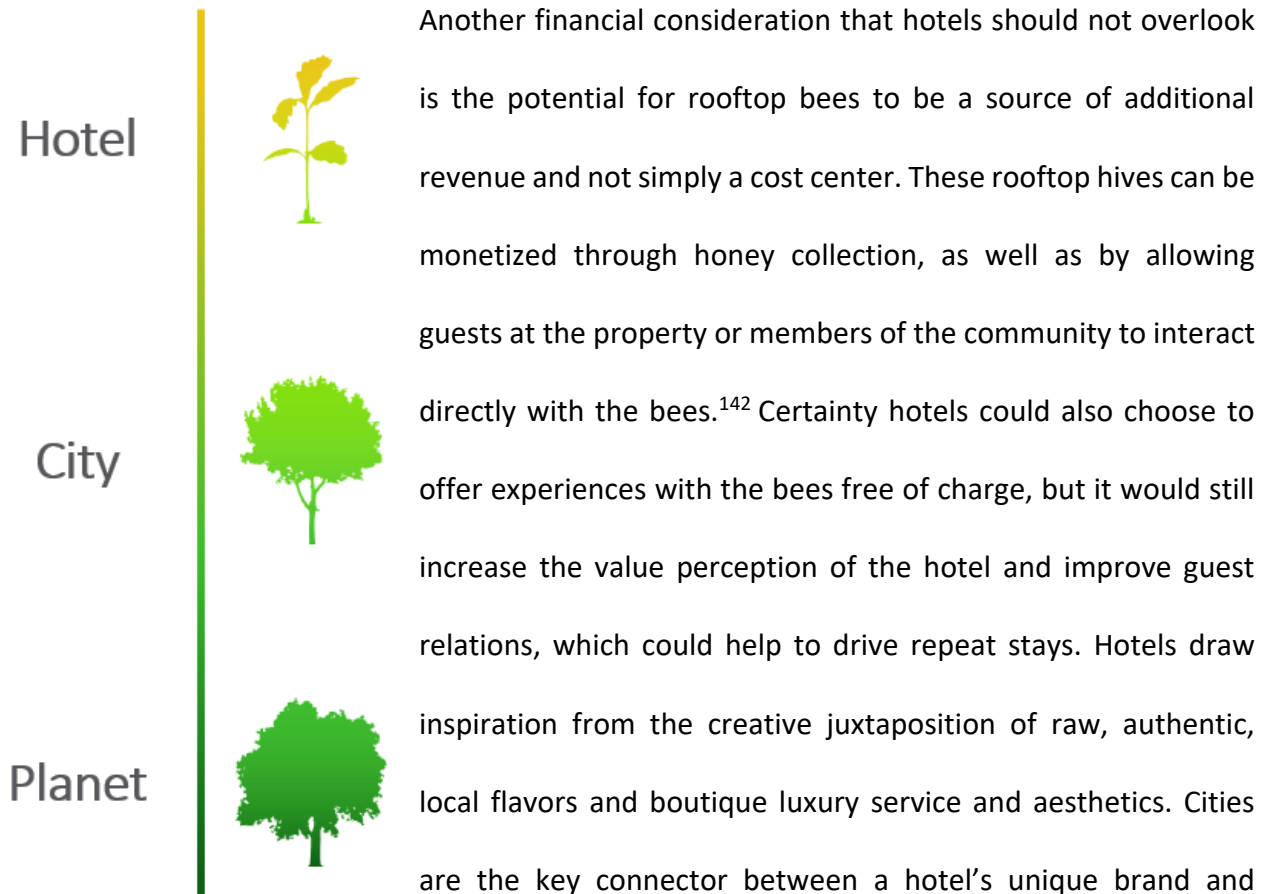 Hotel
City
Planet
Another financial consideration that hotels should not overlook
is the potential for rooftop bees to be a source of additional
revenue and not simply a cost center. These rooftop hives can be
monetized through honey collection, as well as by allowing
guests at the property or members of the community to interact
directly with the bees.¹⁴² Certainty hotels could also choose to
offer experiences with the bees free of charge, but it would still
increase the value perception of the hotel and improve guest
relations, which could help to drive repeat stays. Hotels draw
inspiration from the creative juxtaposition of raw, authentic,
local flavors and boutique luxury service and aesthetics. Cities
are the key connector between a hotel’s unique brand and